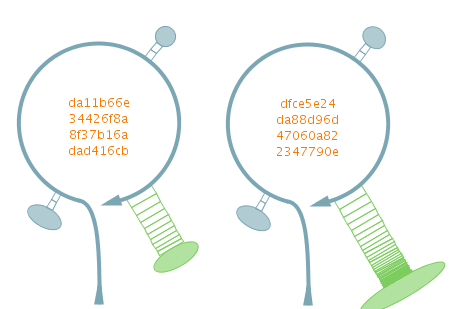 da11b66e
34426f8a
8f37b16a
dad416cb
dfce5e24
da88d96d
47060a82
2347790e